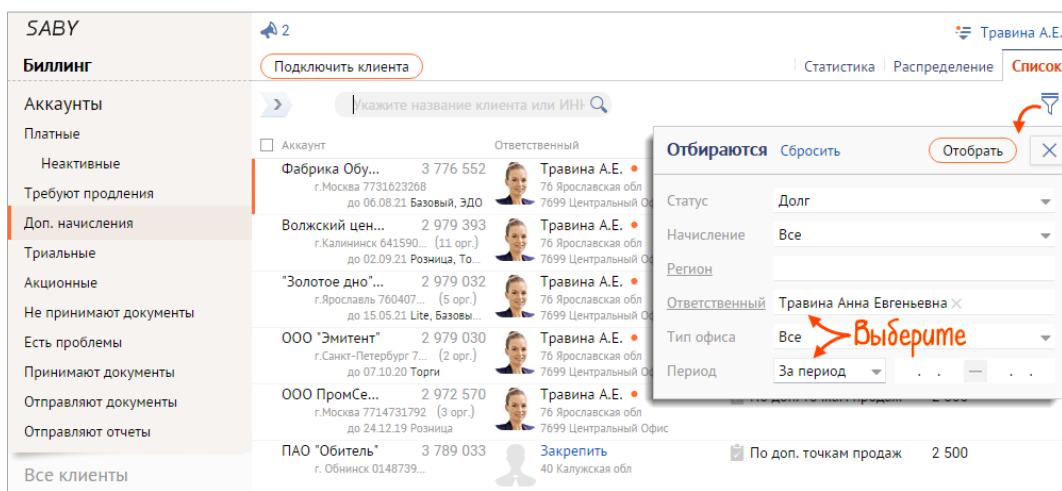 SABY
2
Травина А.Е.
Биллинг
Подключить клиента
Статистика
Распределение
Список
Аккаунты
Платные
Неактивные
Требуют продления
Доп. начисления
Триальные
Акционные
Не принимают документы
Есть проблемы
Принимают документы
Отправляют документы
Отправляют отчеты
Все клиенты
Укажите название клиента или ИНН
Аккаунт
Ответственный
Фабрика Обу... 3 776 552
г.Москва 7731623268
до 06.08.21 Базовый, ЭДО
Травина А.Е.
76 Ярославская обл
7699 Центральный Оф
Волжский цен... 2 979 393
г.Калининск 641590... (11 орг.)
до 02.09.21 Розница, То...
Травина А.Е.
76 Ярославская обл
7699 Центральный Оф
"Золотое дно"... 2 979 032
г.Ярославль 760407... (5 орг.)
до 15.05.21 Lite, Базовы...
Травина А.Е.
76 Ярославская обл
7699 Центральный
ООО "Эмитент" 2 979 030
г.Санкт-Петербург 7... (2 орг.)
до 07.10.20 Торги
Травина А.Е.
76 Ярославская обл
7699 Центральный
ООО ПромСе... 2 972 570
г.Москва 7714731792 (3 орг.)
до 24.12.19 Розница
Травина А.Е.
76 Ярославская обл
7699 Центральный Офис
ПАО "Обитель" 3 789 033
г. Обнинск 0148739...
Закрепить
40 Калужская обл
По доп. точкам продаж 2 500
Отбираются Сбросить Отобрать
Статус Долг
Начисление Все
Регион
Ответственный Травина Анна Евгеньевна
Тип офиса Все
Выберите
Период За период . . — . .